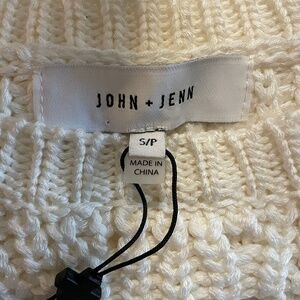 JOHN + JENN
S/P
MADE IN
CHINA